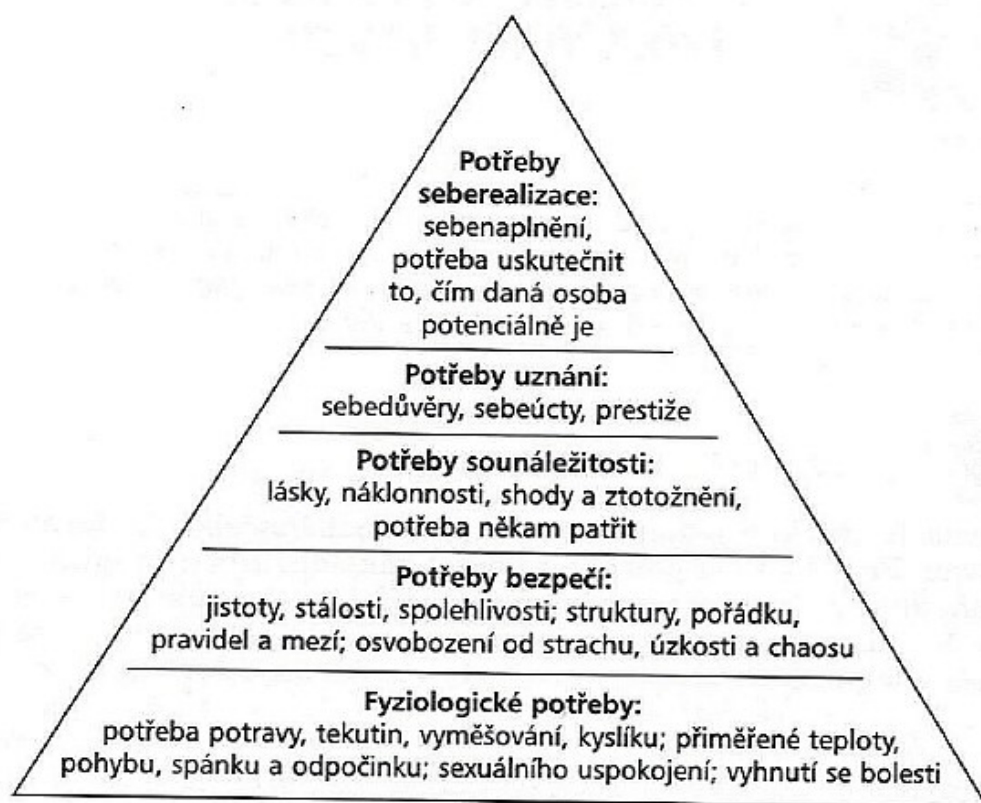 Potřeby
seberealizace:
sebenaplnění,
potřeba uskutečnit
to, čím daná osoba
potenciálně je
Potřeby uznání:
sebedůvěry, sebeúcty, prestiže
Potřeby sounáležitosti:
lásky, náklonnosti, shody a ztotožnění,
potřeba někam patřit
Potřeby bezpečí:
jistoty, stálosti, spolehlivosti; struktury, pořádku,
pravidel a mezí; osvobození od strachu, úzkosti a chaosu
Fyziologické potřeby:
potřeba potravy, tekutin, vyměšování, kyslíku; přiměřené teploty,
pohybu, spánku a odpočinku; sexuálního uspokojení; vyhnutí se bolesti